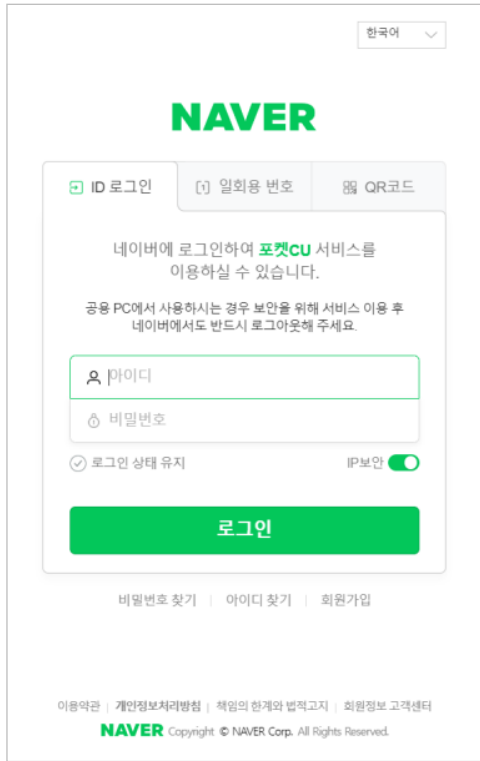 한국어
NAVER
ID 로그인
일회용 번호
QR코드
네이버에 로그인하여 포켓CU 서비스를
이용하실 수 있습니다.
공용 PC에서 사용하시는 경우 보안을 위해 서비스 이용 후
네이버에서도 반드시 로그아웃해 주세요.
아이디
비밀번호
로그인 상태 유지
IP보안
로그인
비밀번호 찾기 | 아이디 찾기 | 회원가입
이용약관 | 개인정보처리방침 | 책임의 한계와 법적고지 | 회원정보 고객센터
NAVER Copyright © NAVER Corp. All Rights Reserved.